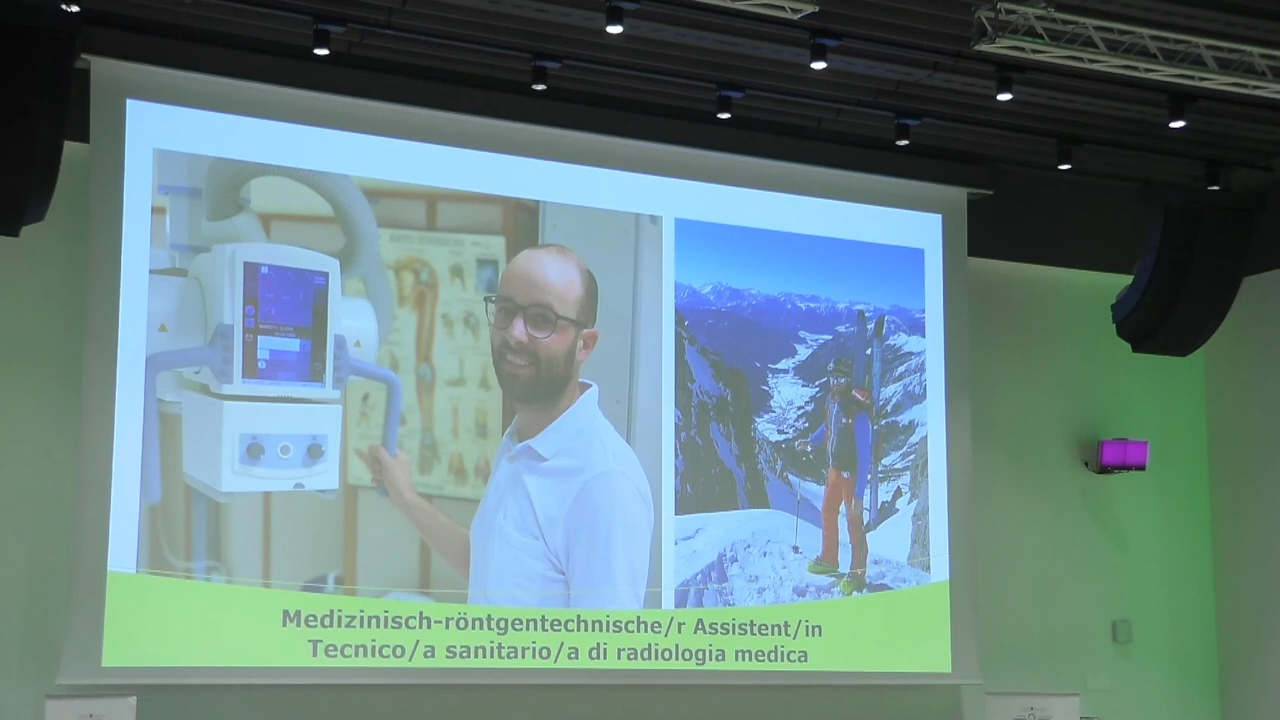 Medizinisch-röntgentechnische/r Assistent/in
Tecnico/a sanitario/a di radiologia medica